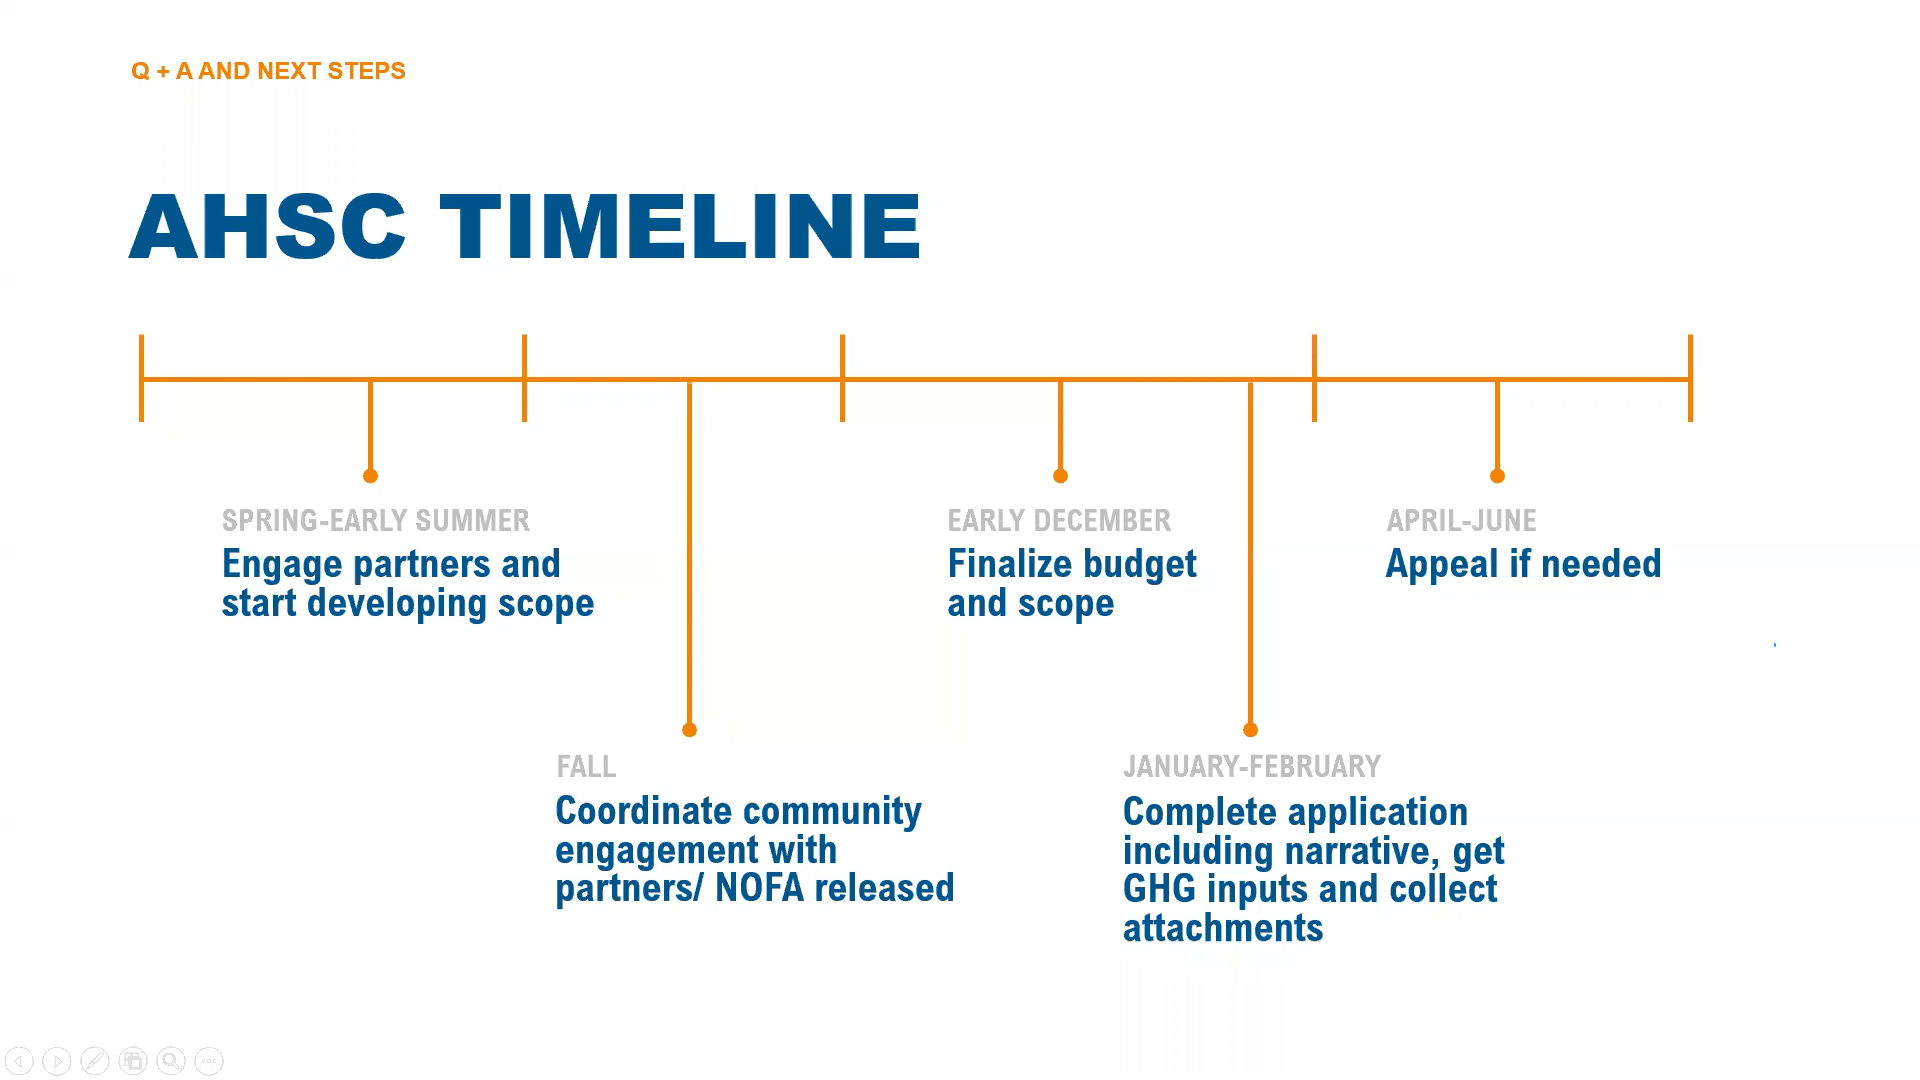 Q + A AND NEXT STEPS
AHSC TIMELINE
SPRING-EARLY SUMMER
Engage partners and
start developing scope
FALL
Coordinate community
engagement with
partners/ NOFA released
EARLY DECEMBER
Finalize budget
and scope
JANUARY-FEBRUARY
Complete application
including narrative, get
GHG inputs and collect
attachments
APRIL-JUNE
Appeal if needed